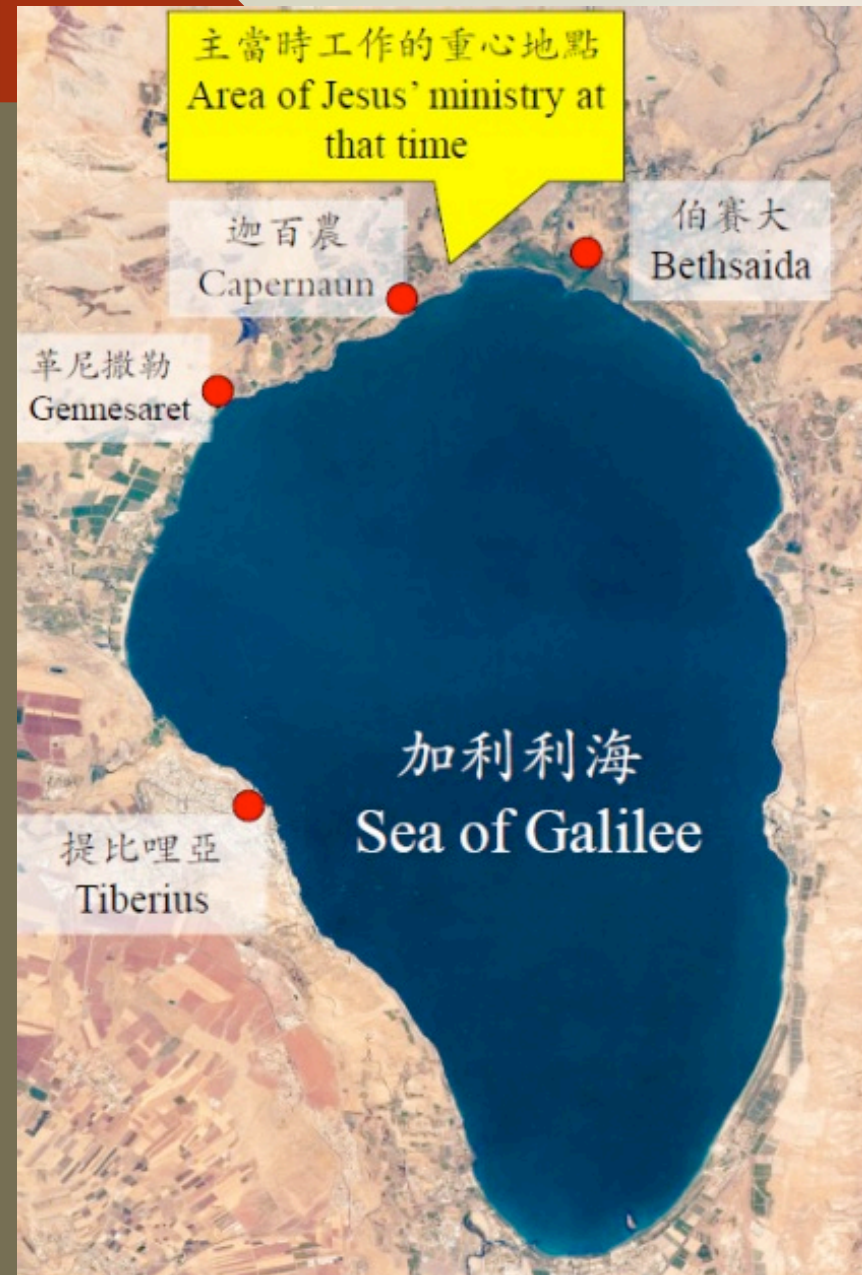 主當時工作的重心地點
Area of Jesus’ ministry at
that time
迦百農
Capernaun
伯賽大
Bethsaida
革尼撒勒
Gennesaret
加利利海
Sea of Galilee
提比哩亞
Tiberius